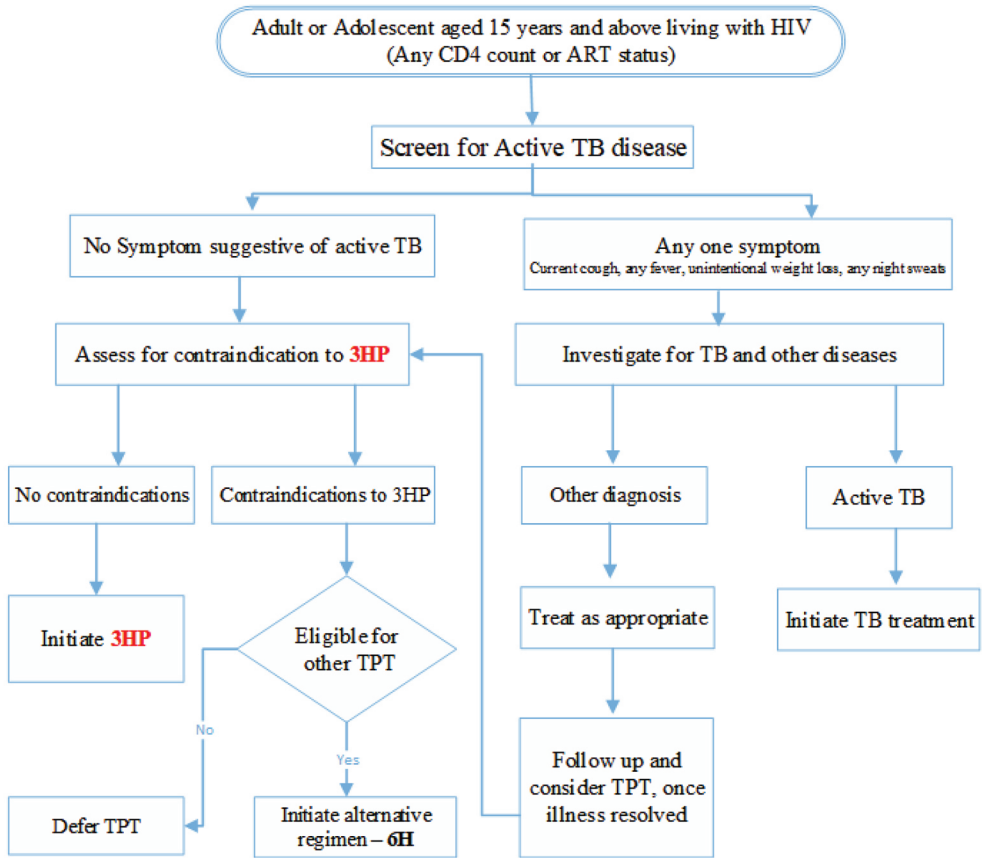 Adult or Adolescent aged 15 years and above living with HIV
(Any CD4 count or ART status)
Screen for Active TB disease
No Symptom suggestive of active TB
Any one symptom
Current cough, any fever, unintentional weight loss, any night sweats
Assess for contraindication to 3HP
Investigate for TB and other diseases
No contraindications
Contraindications to 3HP
Other diagnosis
Active TB
Initiate 3HP
Eligible for
other TPT
Treat as appropriate
Initiate TB treatment
No
Yes
Follow up and
consider TPT, once
illness resolved
Defer TPT
Initiate alternative
regimen – 6H